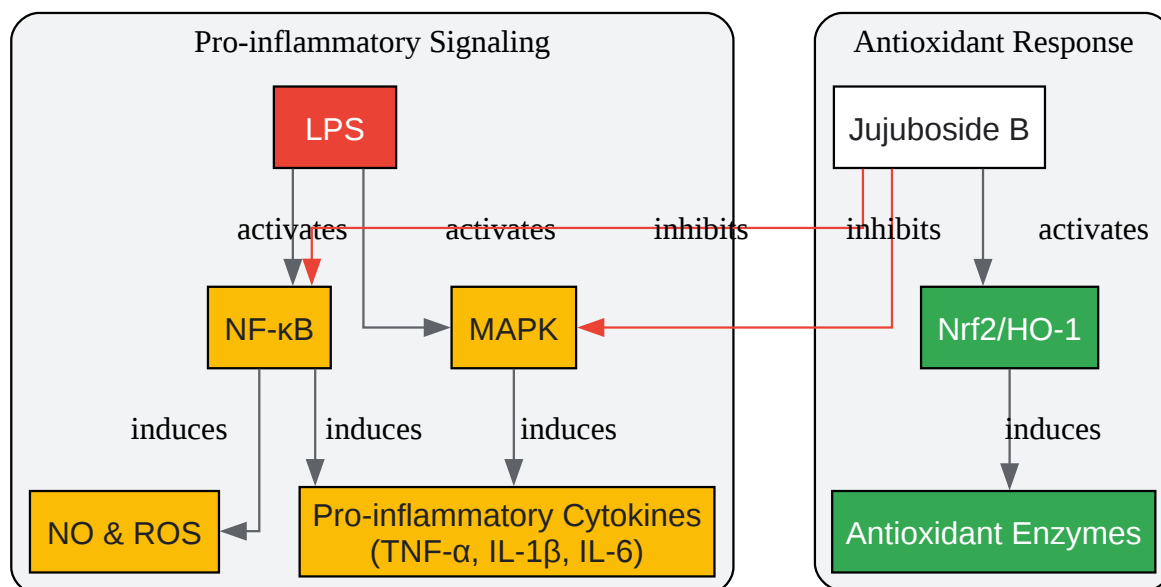 Pro-inflammatory Signaling
Antioxidant Response
LPS
Jujuboside B
activates
activates
inhibits
inhibits
activates
NF-κB
MAPK
Nrf2/HO-1
induces
induces
induces
induces
NO & ROS
Pro-inflammatory Cytokines
(TNF-α, IL-1β, IL-6)
Antioxidant Enzymes